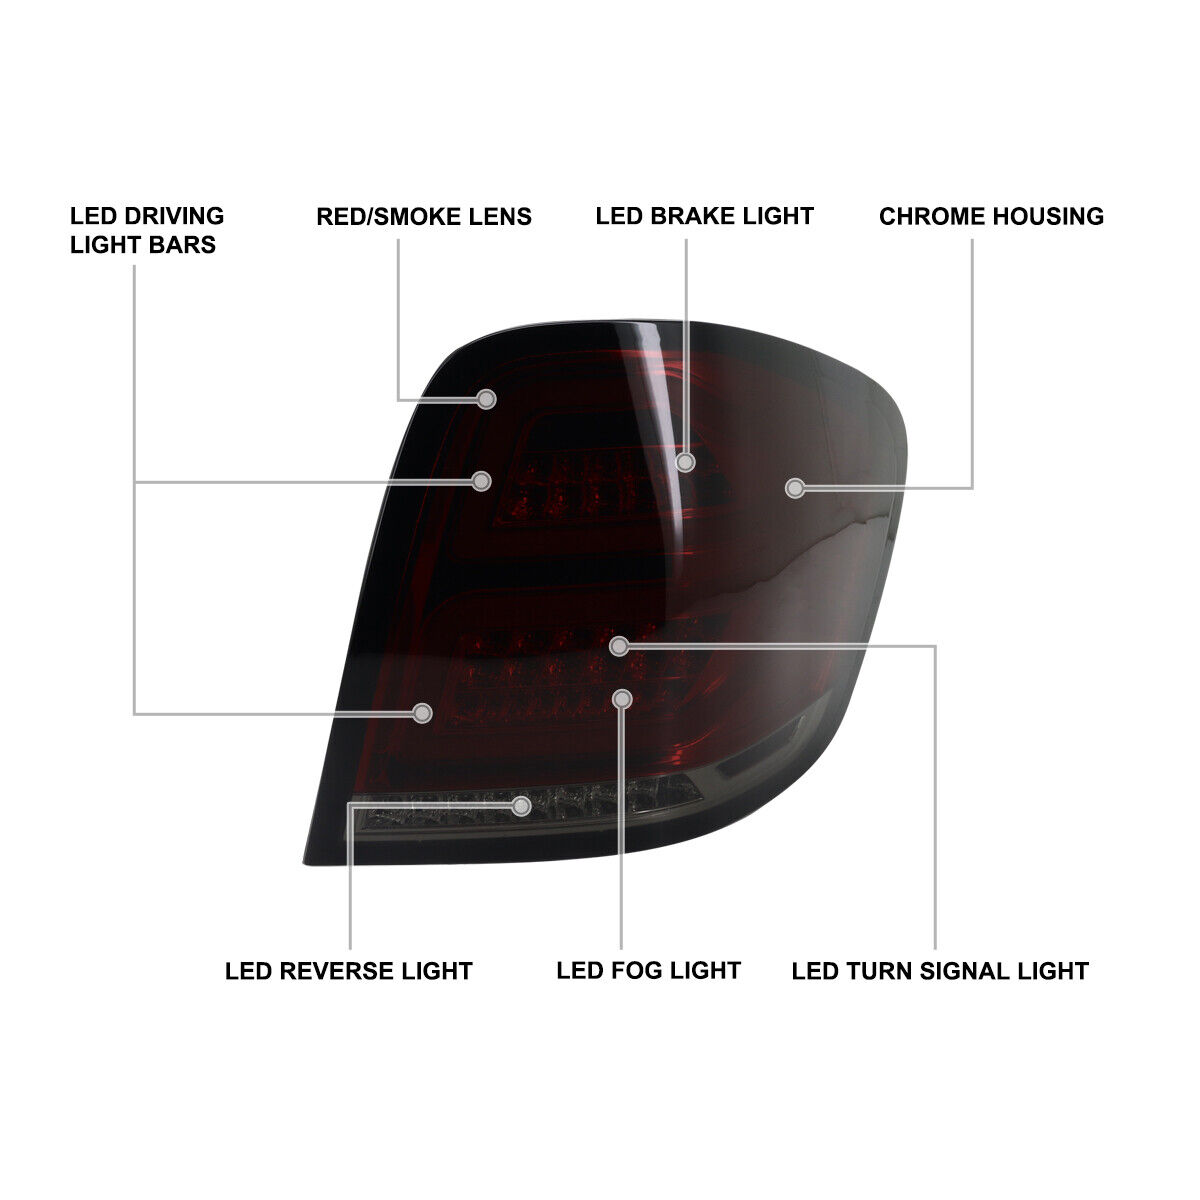 LED DRIVING
LIGHT BARS
RED/SMOKE LENS
LED BRAKE LIGHT
CHROME HOUSING
LED REVERSE LIGHT
LED FOG LIGHT
LED TURN SIGNAL LIGHT